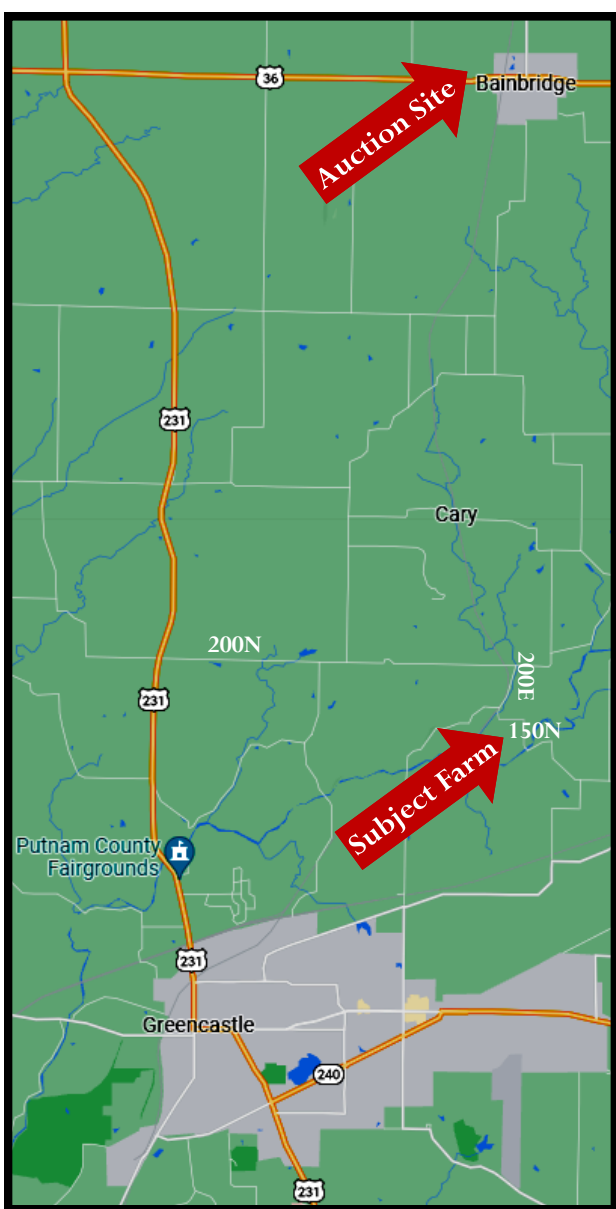 36
Bainbridge
Auction Site
231
Cary
200N
200E
231
150N
Subject Farm
Putnam County
Fairgrounds
231
Greencastle
240
231